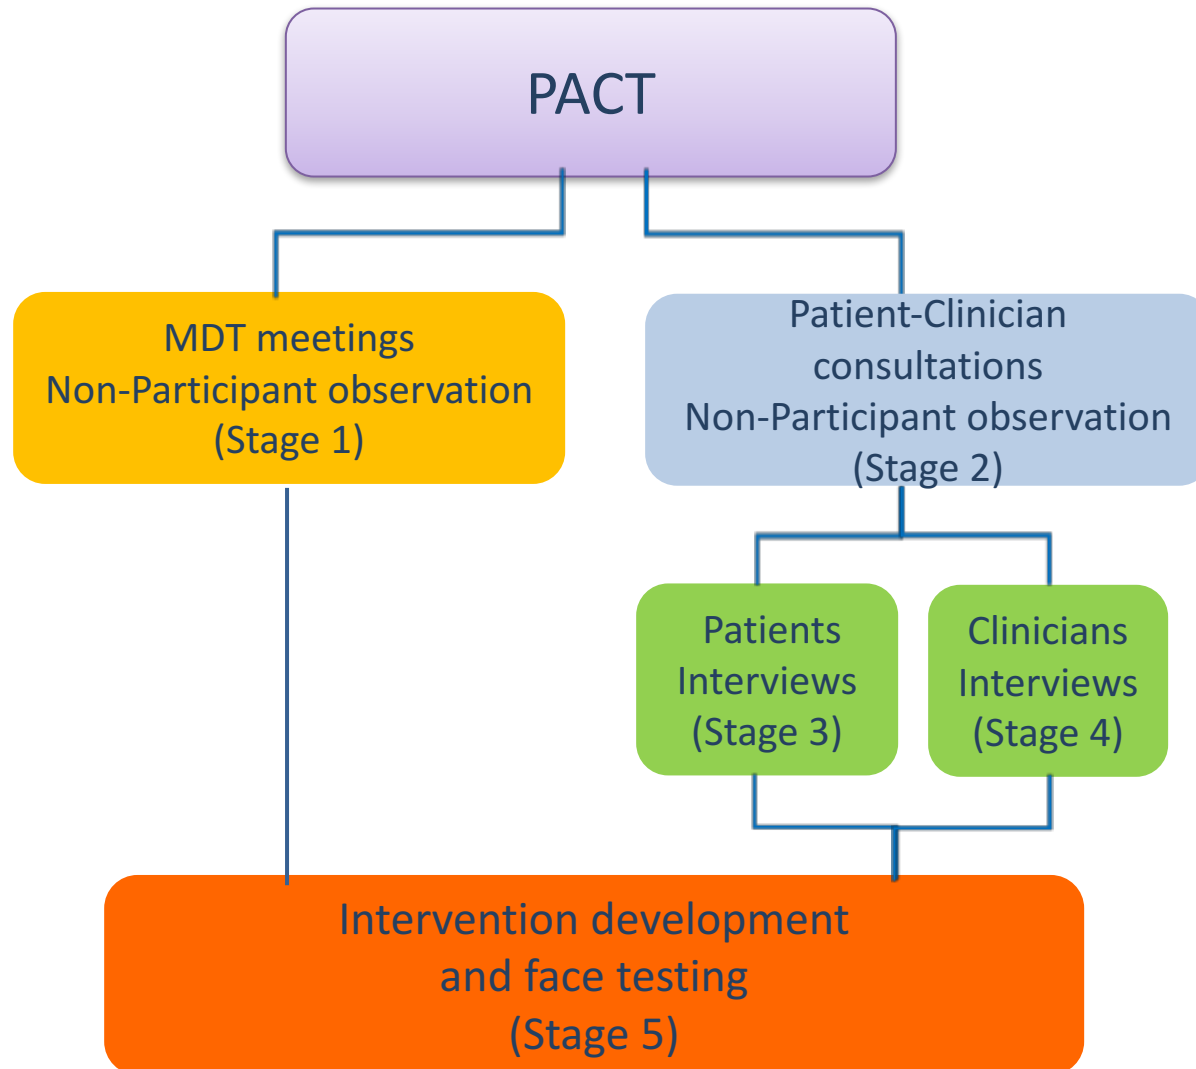 PACT
MDT meetings
Non-Participant observation
(Stage 1)
Patient-Clinician
consultations
Non-Participant observation
(Stage 2)
Patients
Interviews
(Stage 3)
Clinicians
Interviews
(Stage 4)
Intervention development
and face testing
(Stage 5)